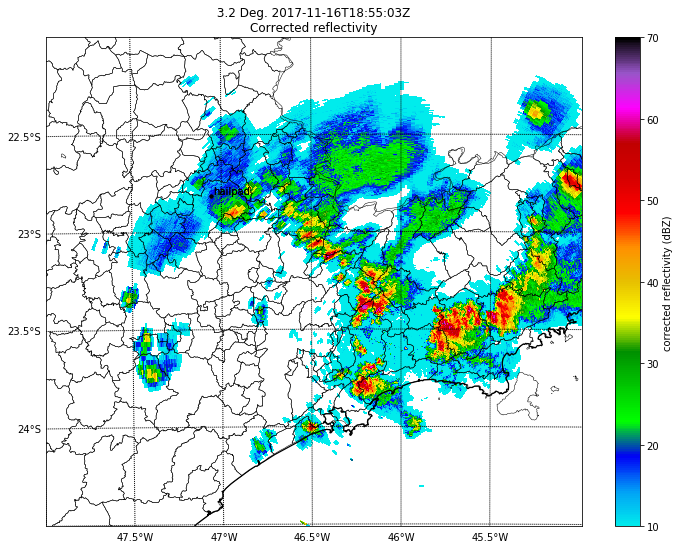 3.2 Deg. 2017-11-16T18:55:03Z
Corrected reflectivity
70
60
50
40
30
20
10
corrected reflectivity (dBZ)
22.5°S
23°S
23.5°S
24°S
47.5°W
47°W
46.5°W
46°W
45.5°W